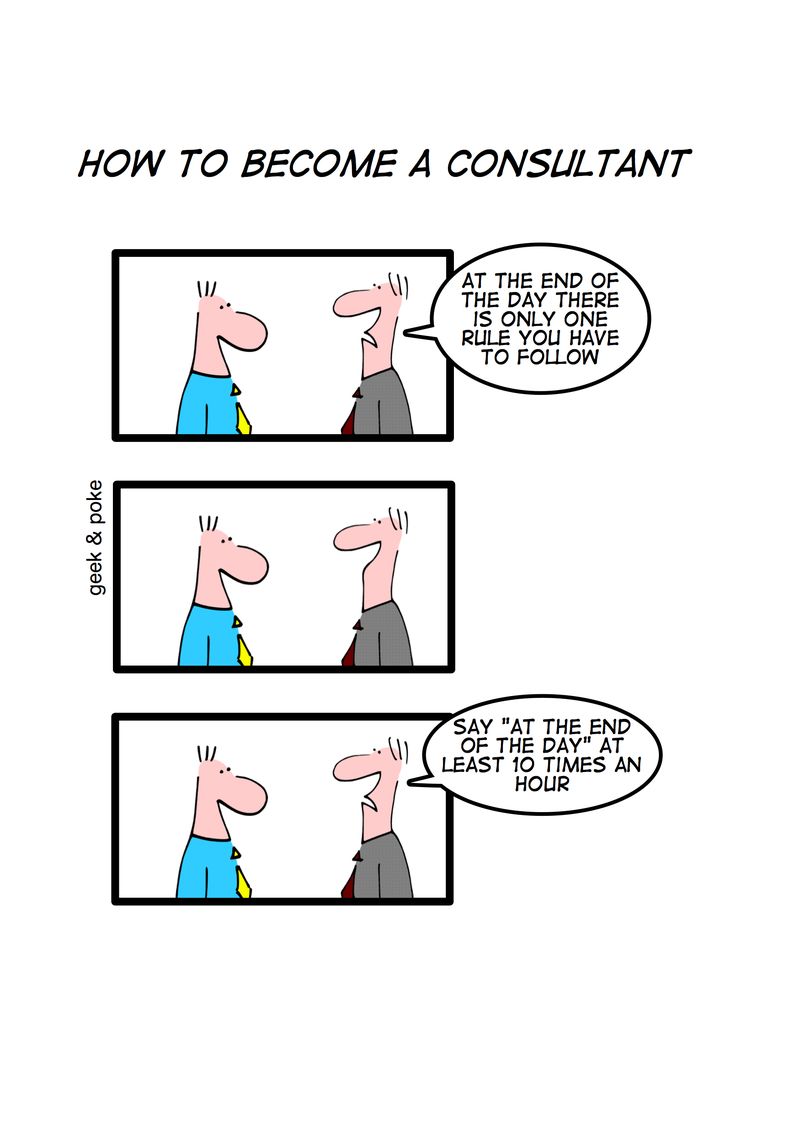 HOW TO BECOME A CONSULTANT
AT THE END OF
THE DAY THERE
IS ONLY ONE
RULE YOU HAVE
TO FOLLOW
geek & poke
SAY "AT THE END
OF THE DAY" AT
LEAST 10 TIMES AN
HOUR